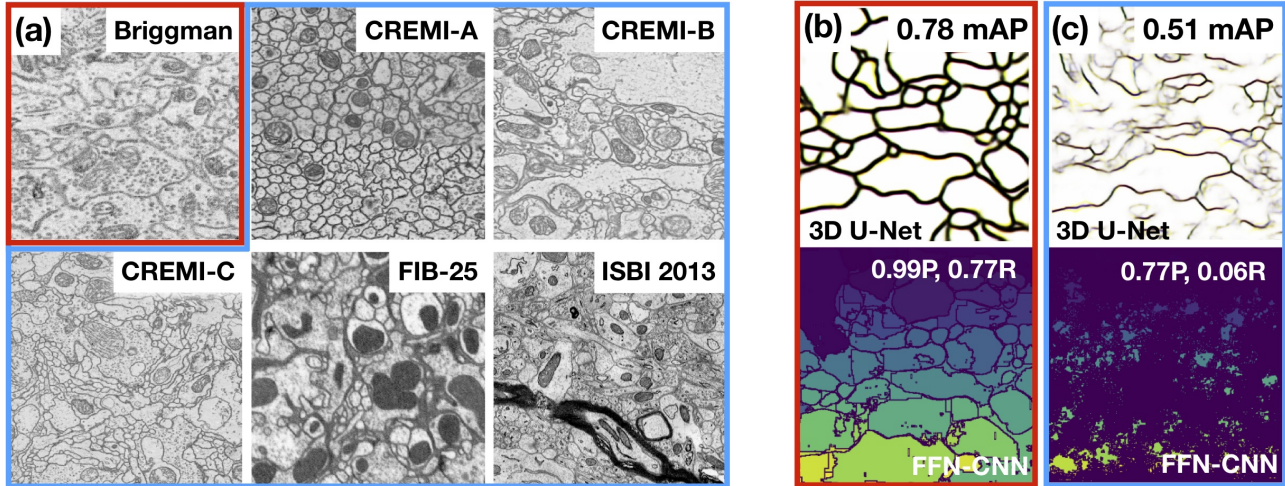 (a) Briggman CREMI-A CREMI-B
CREMI-C FIB-25 ISBI 2013
(b) 0.78 mAP
3D U-Net
0.99P, 0.77R
FFN-CNN
(c) 0.51 mAP
3D U-Net
0.77P, 0.06R
FFN-CNN